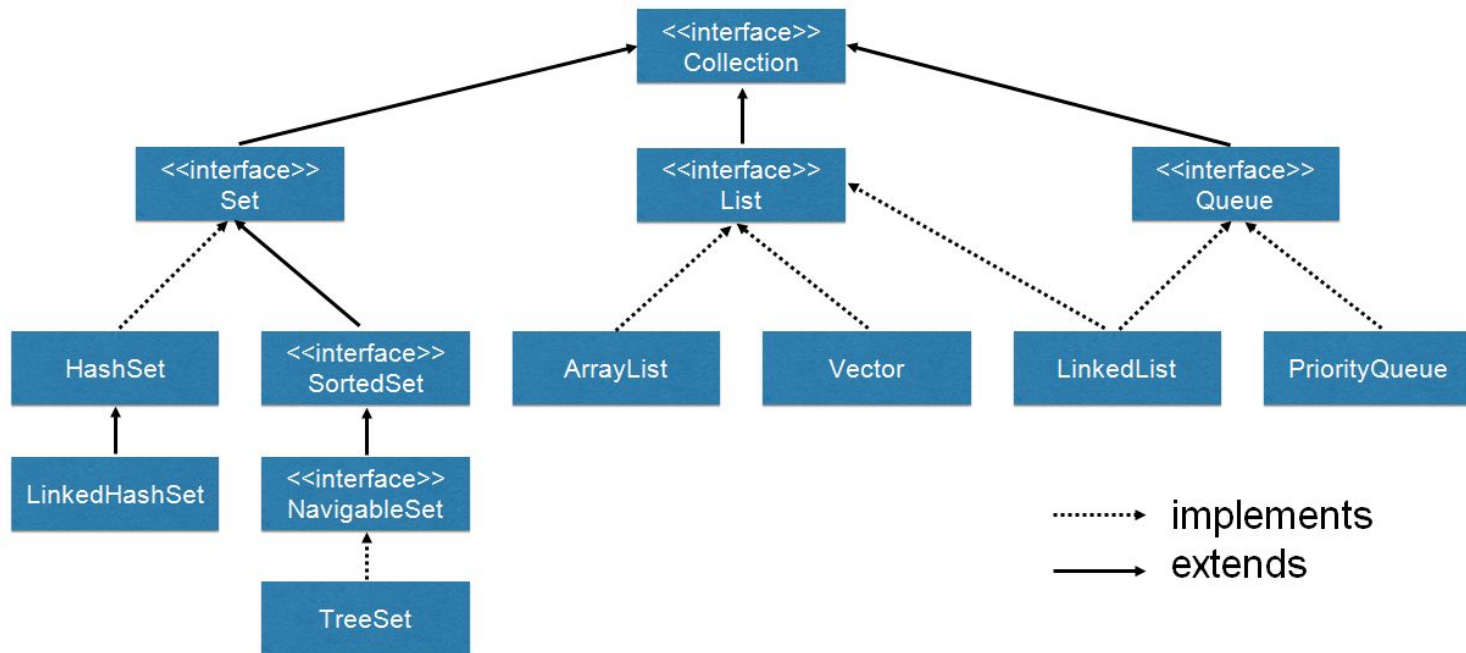 <<interface>>
Collection
<<interface>>
Set
<<interface>>
List
<<interface>>
Queue
HashSet
<<interface>>
SortedSet
ArrayList
Vector
LinkedList
PriorityQueue
LinkedHashSet
<<interface>>
NavigableSet
TreeSet
implements
extends